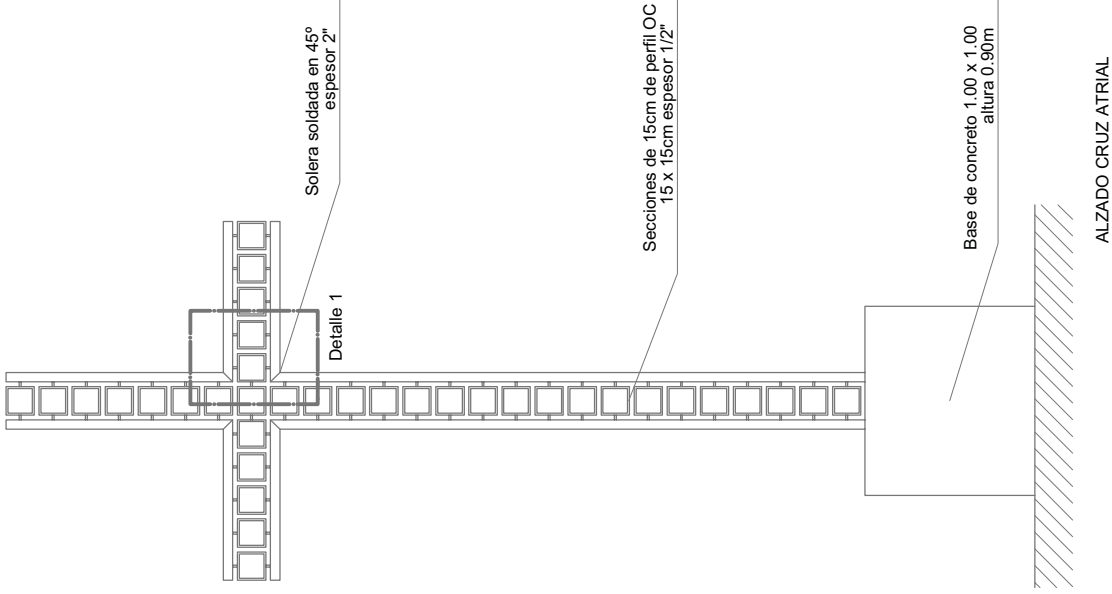 Solera soldada en 45º
espesor 2"
Detalle 1
Secciones de 15cm de perfil OC
15 x 15cm espesor 1/2"
Base de concreto 1.00 x 1.00
altura 0.90m
ALZADO CRUZ ATRIAL